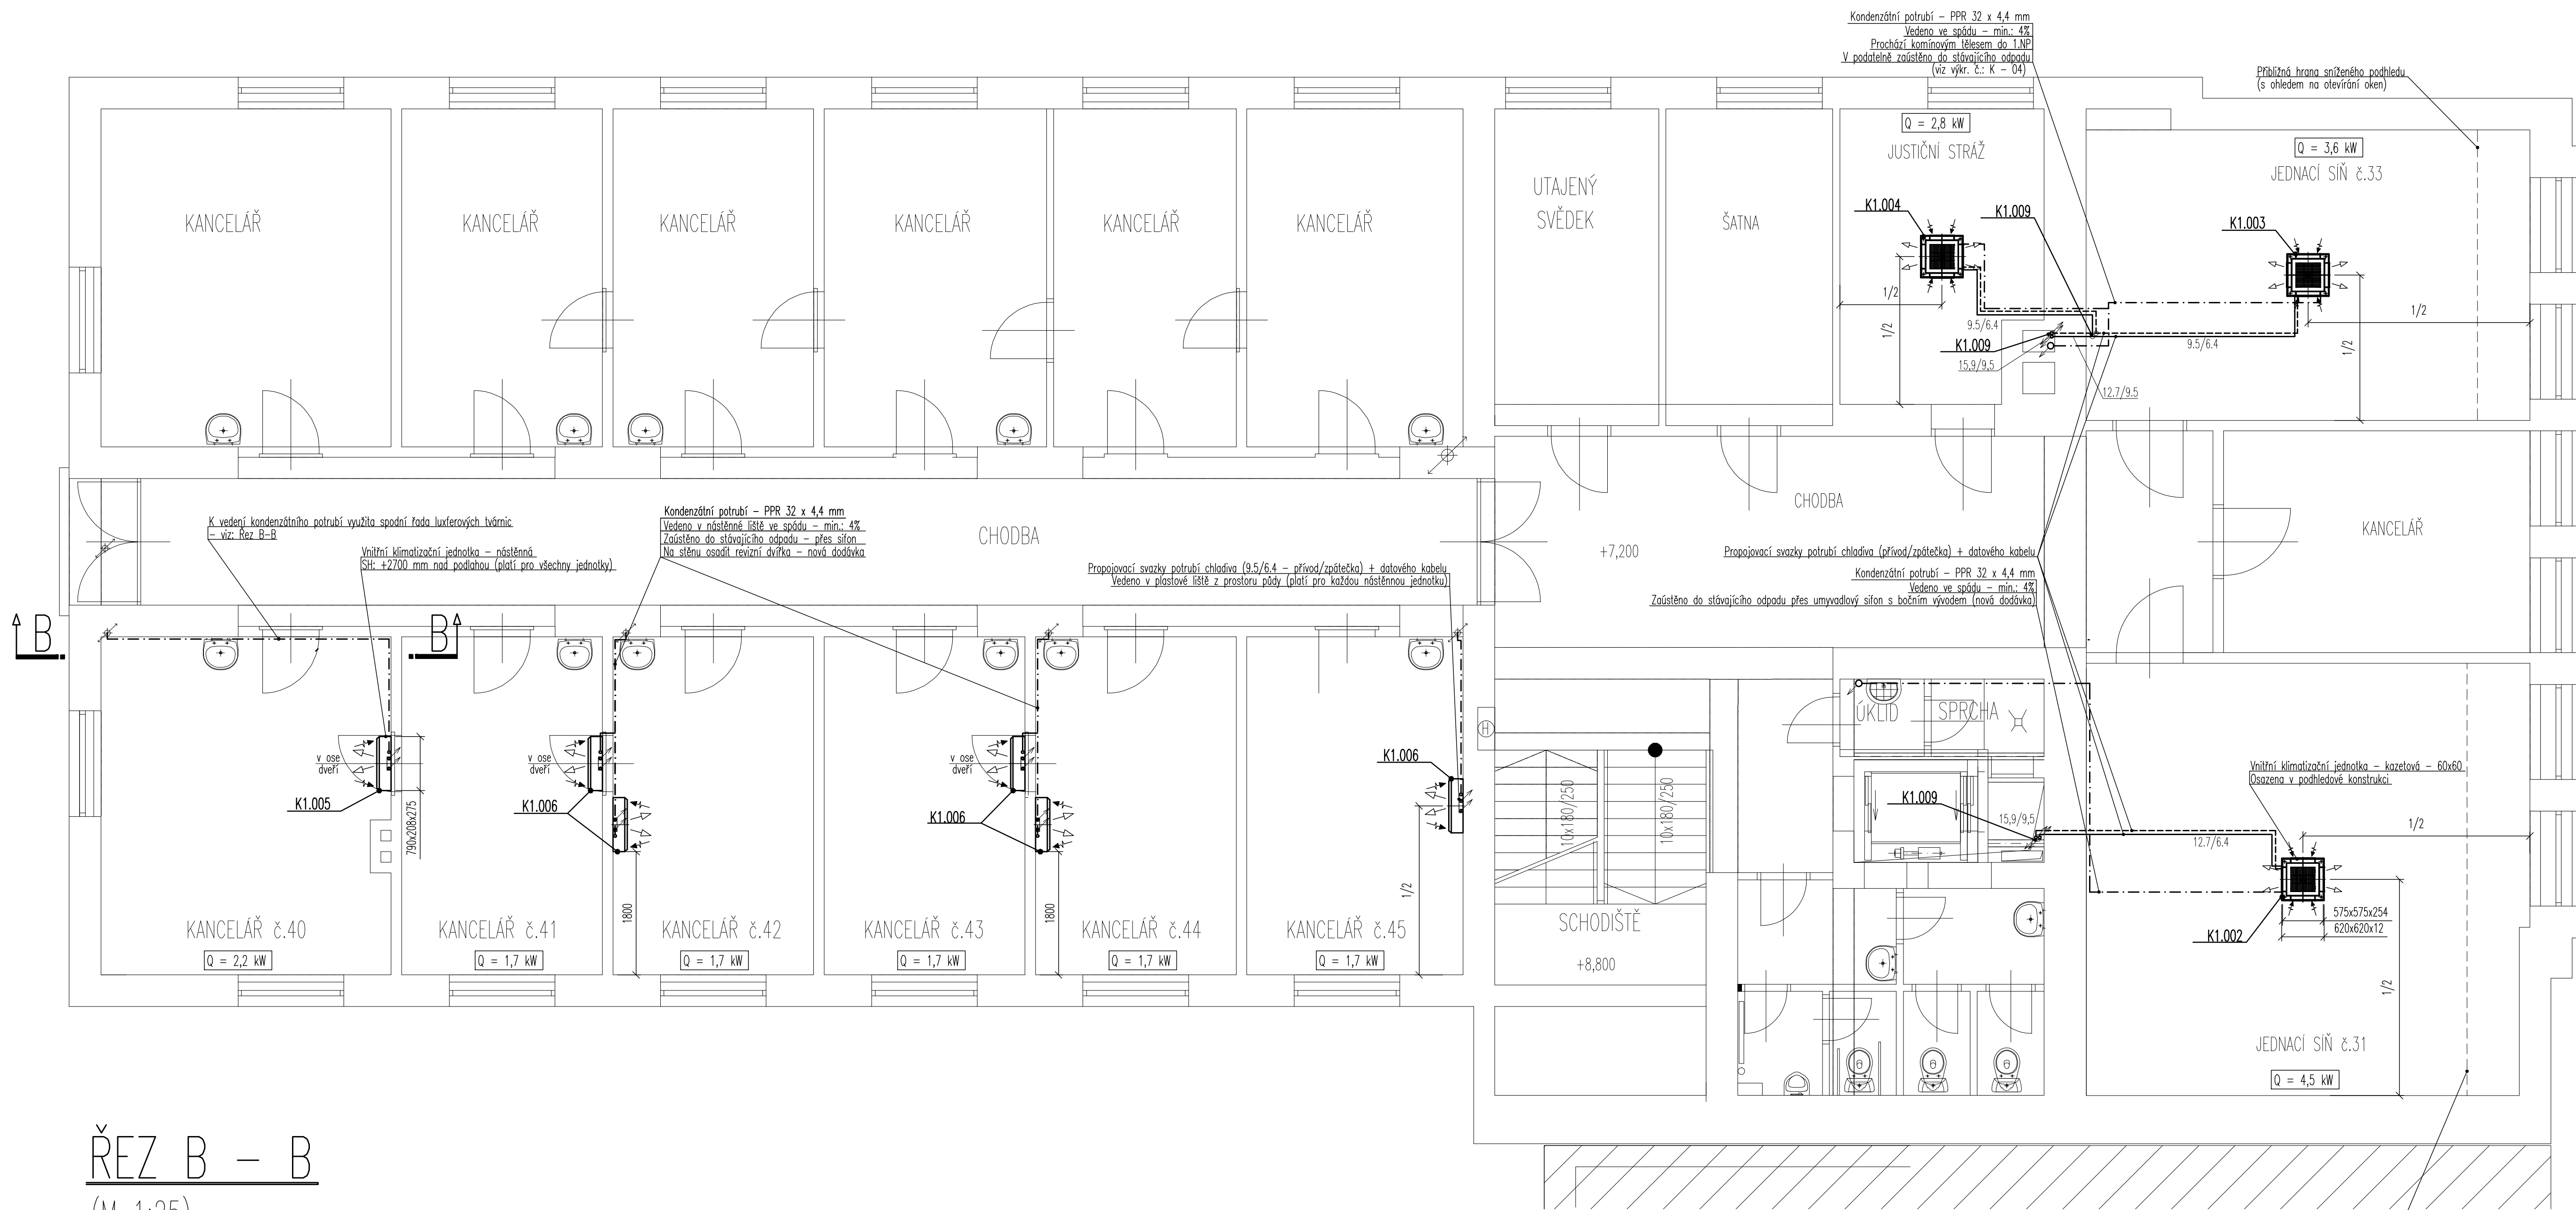 Kondenzátní potrubí – PPR 32 x 4,4 mm
Vedeno ve spádu – min.: 4%
Prochází komínovým tělesem do 1.NP
V podatelně zaústěno do stávajícího odpadu
(viz výkr. č.: K – 04)
Přibližná hrana sníženého podhledu
(s ohledem na otevírání oken)
Q = 2,8 kW
JUSTIČNÍ STRÁŽ
Q = 3,6 kW
JEDNACÍ SÍŇ č.33
KANCELÁŘ
KANCELÁŘ
KANCELÁŘ
KANCELÁŘ
KANCELÁŘ
KANCELÁŘ
UTAJENÝ
SVĚDEK
ŠATNA
K1.004
K1.009
K1.003
1/2
1/2
9.5/6.4
K1.009
15,9/9,5
12.7/9.5
9.5/6.4
1/2
1/2
K vedení kondenzátního potrubí využita spodní řada luxferových tvárnic
– viz: Řez B–B
Vnitřní klimatizační jednotka – nástěnná
SH: +2700 mm nad podlahou (platí pro všechny jednotky)
Kondenzátní potrubí – PPR 32 x 4,4 mm
Vedeno v nástěnné liště ve spádu – min.: 4%
Zaústěno do stávajícího odpadu – přes sifon
Na stěnu osadit revizní dvířka – nová dodávka
CHODBA
Propojovací svazky potrubí chladiva (9.5/6.4 – přívod/zpátečka) + datového kabelu
Vedeno v plastové liště z prostoru půdy (platí pro každou nástěnnou jednotku)
CHODBA
+7,200
KANCELÁŘ
Propojovací svazky potrubí chladiva (přívod/zpátečka) + datového kabelu
Kondenzátní potrubí – PPR 32 x 4,4 mm
Vedeno ve spádu – min.: 4%
Zaústěno do stávajícího odpadu přes umyvadlový sifon s bočním vývodem (nová dodávka)
B
B
v ose
dveří
K1.005
790x208x275
v ose
dveří
K1.006
1800
v ose
dveří
K1.006
1800
K1.006
1/2
H
10x180/250
10x180/250
ÚKLID
SPRCHA
K1.009
15,9/9,5
12.7/6.4
Vnitřní klimatizační jednotka – kazetová – 60x60
Osazena v podhledové konstrukci
1/2
575x575x254
620x620x12
K1.002
1/2
KANCELÁŘ č.40
Q = 2,2 kW
KANCELÁŘ č.41
Q = 1,7 kW
KANCELÁŘ č.42
Q = 1,7 kW
KANCELÁŘ č.43
Q = 1,7 kW
KANCELÁŘ č.44
Q = 1,7 kW
KANCELÁŘ č.45
Q = 1,7 kW
SCHODIŠTĚ
+8,800
JEDNACÍ SÍŇ č.31
Q = 4,5 kW
ŘEZ B – B
(M 1:25)